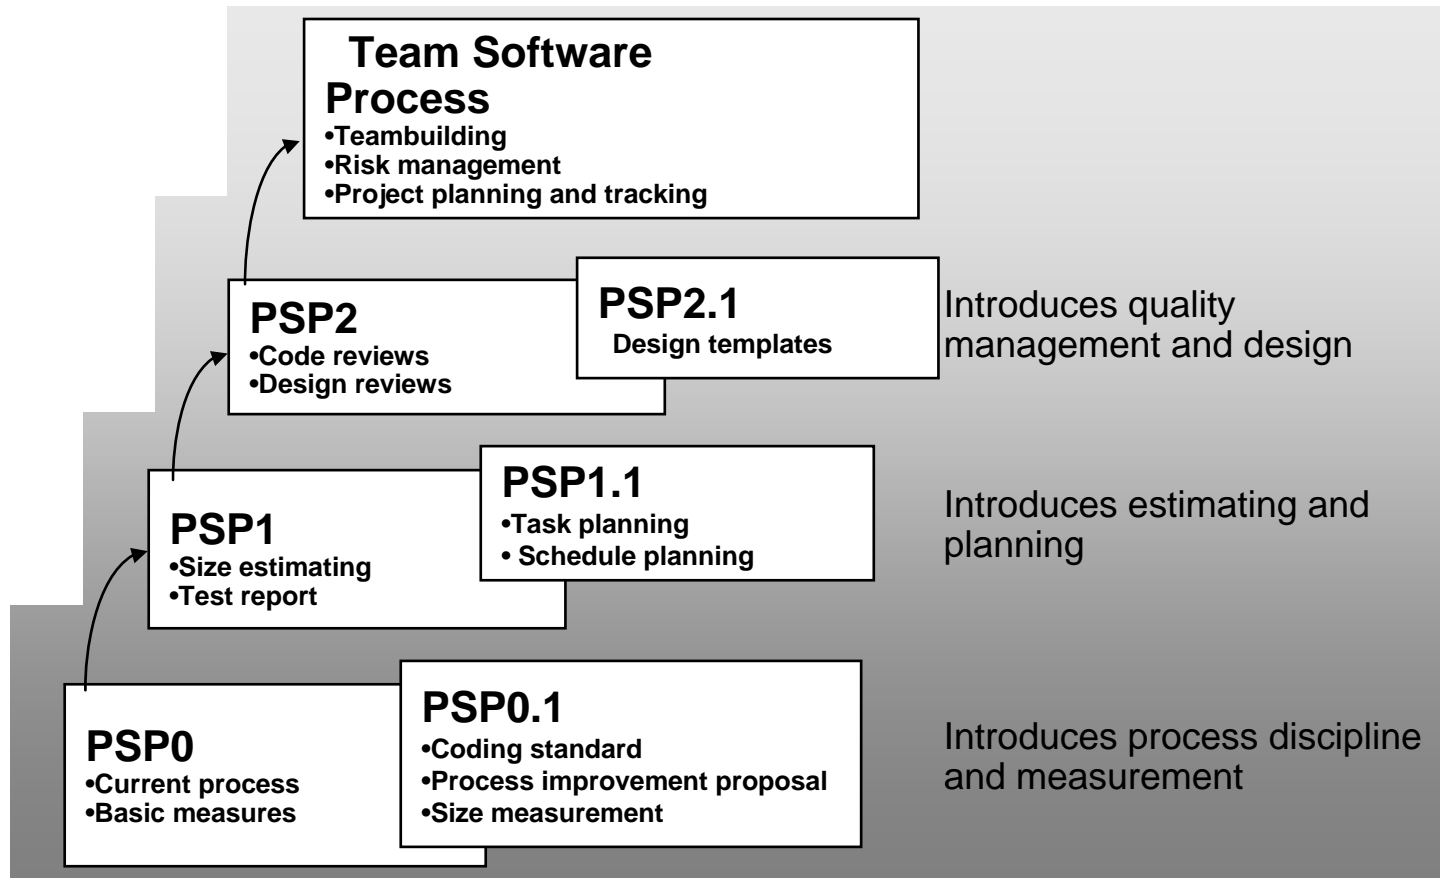 Team Software
Process
•Teambuilding
•Risk management
•Project planning and tracking
PSP2
•Code reviews
•Design reviews
PSP2.1
Design templates
Introduces quality
management and design
PSP1
•Size estimating
•Test report
PSP1.1
•Task planning
• Schedule planning
Introduces estimating and
planning
PSP0
•Current process
•Basic measures
PSP0.1
•Coding standard
•Process improvement proposal
•Size measurement
Introduces process discipline
and measurement